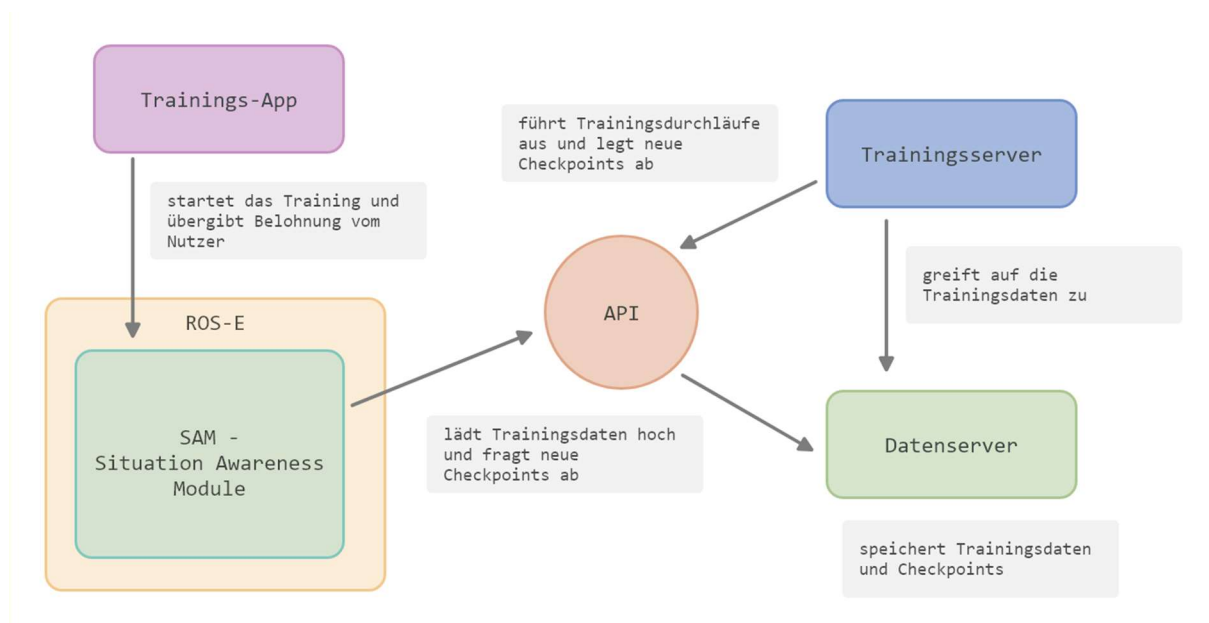 Trainings-App
startet das Training und
übergibt Belohnung vom
Nutzer
ROS-E
SAM -
Situation Awareness
Module
führt Trainingsdurchläufe
aus und legt neue
Checkpoints ab
API
lädt Trainingsdaten hoch
und fragt neue
Checkpoints ab
Trainingsserver
greift auf die
Trainingsdaten zu
Datenserver
speichert Trainingsdaten
und Checkpoints